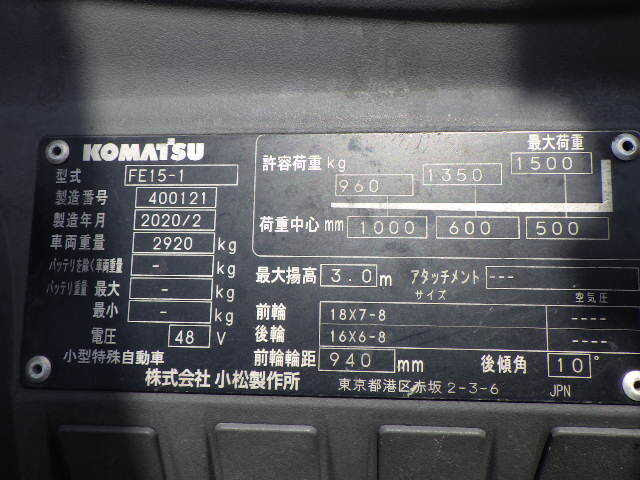 KOMATSU
型式 FE15-1
製造番号 400121
製造年月 2020/2
車両重量 2920 kg
バッテリを除く車両重量 - kg
バッテリ重量 最大 - kg
最小 - kg
電圧 48 V
小型特殊自動車
最大荷重
許容荷重 kg 960 1350 1500
荷重中心 mm 1000 600 500
最大揚高 3.0 m アタッチメント ---
サイズ 空気圧
前輪 18X7-8 ----
後輪 16X6-8 ----
前輪輪距 940 mm 後傾角 10°
株式会社 小松製作所 東京都港区赤坂2-3-6 JPN